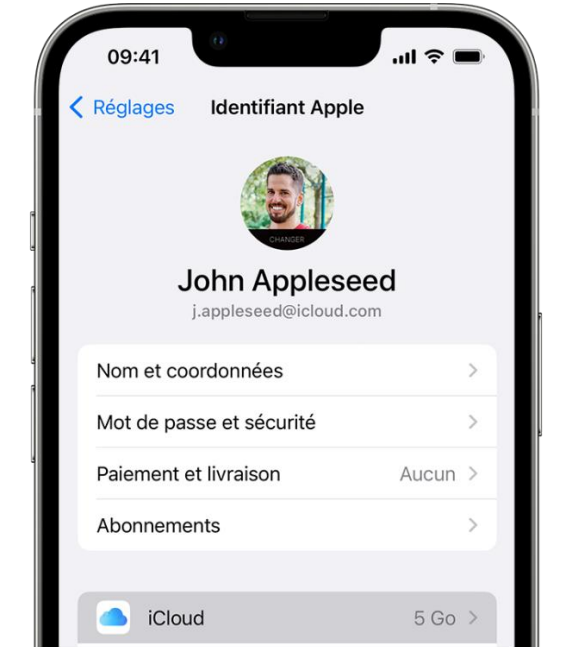 09:41
Réglages Identifiant Apple
CHANGER
John Appleseed
j.appleseed@icloud.com
Nom et coordonnées
Mot de passe et sécurité
Paiement et livraison Aucun
Abonnements
iCloud 5 Go